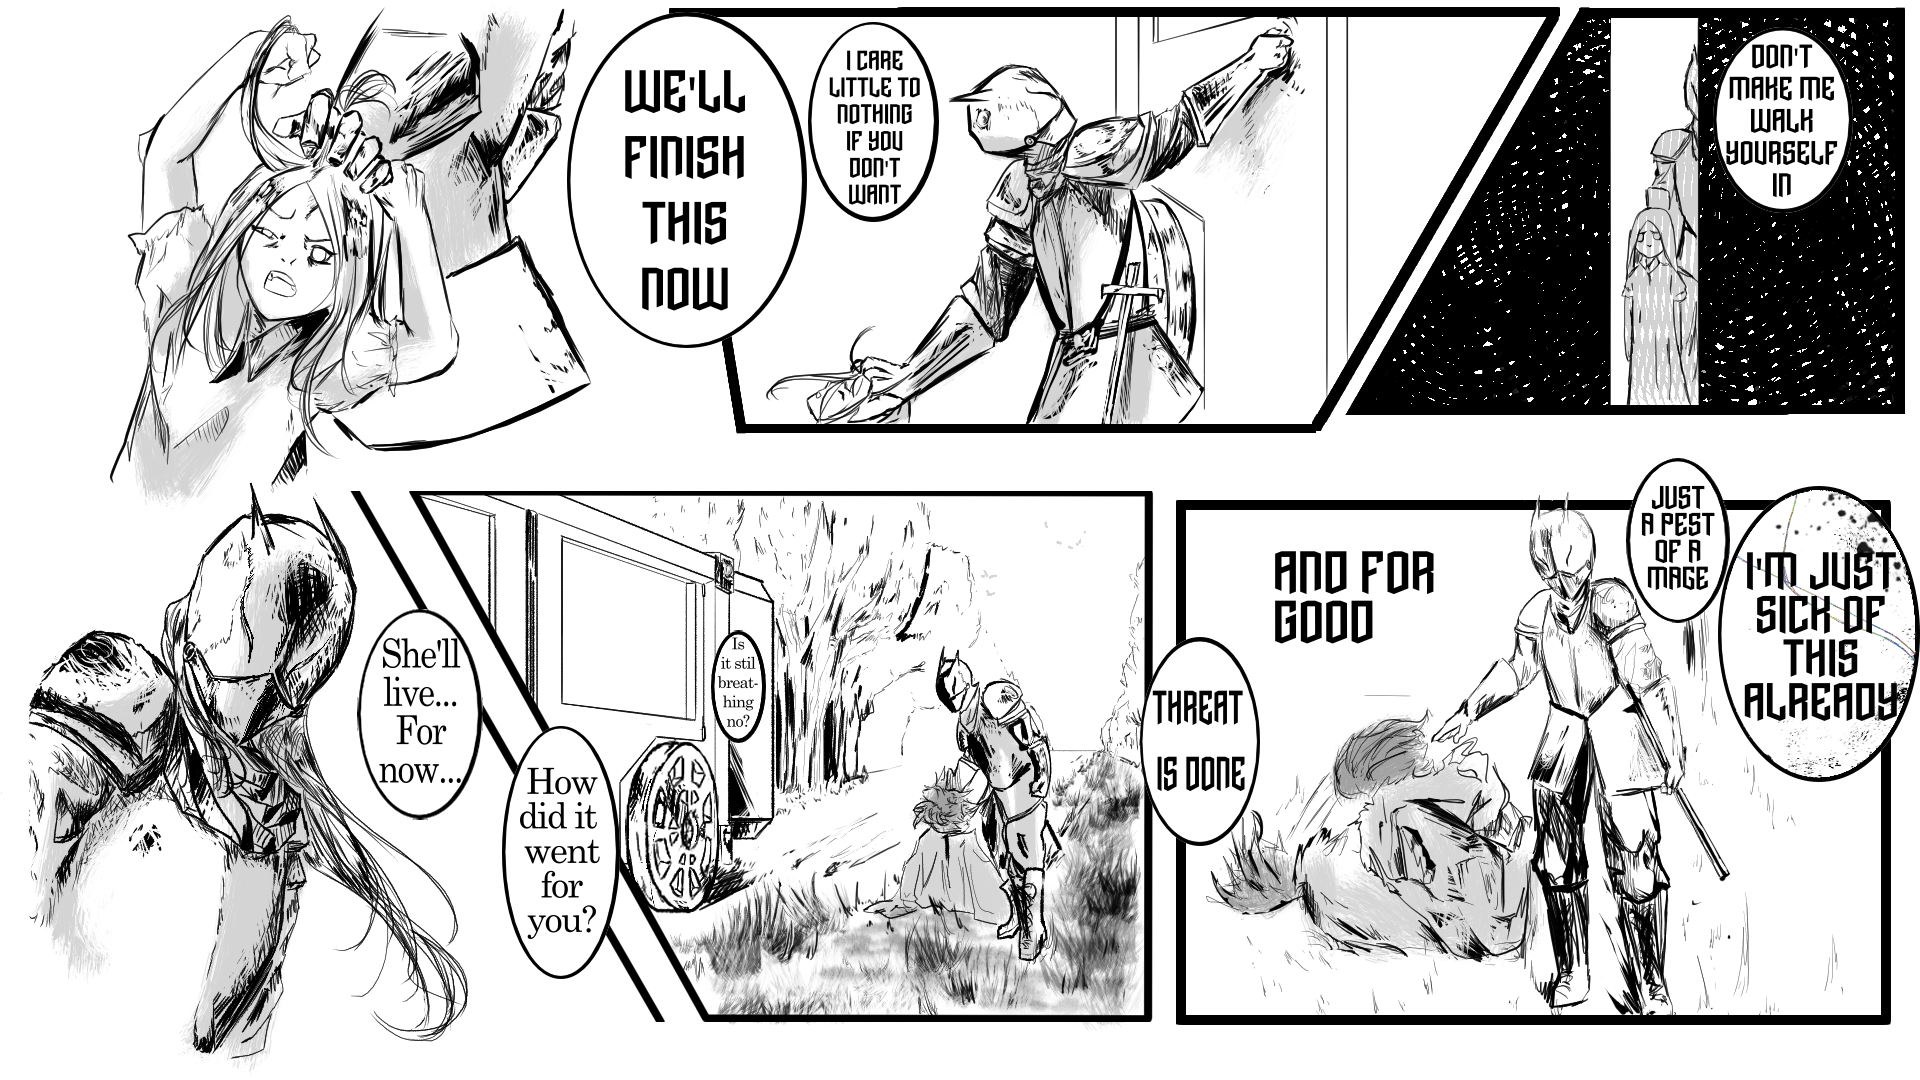 WE'LL
FINISH
THIS
NOW
I CARE
LITTLE TO
NOTHING
IF YOU
DON'T
WANT
DON'T
MAKE ME
WALK
YOURSELF
IN
She'll
live...
For
now...
How
did it
went
for
you?
Is
it stil
breat-
hing
no?
THREAT
IS DONE
AND FOR
GOOD
JUST
A PEST
OF A
MAGE
I'M JUST
SICK OF
THIS
ALREADY